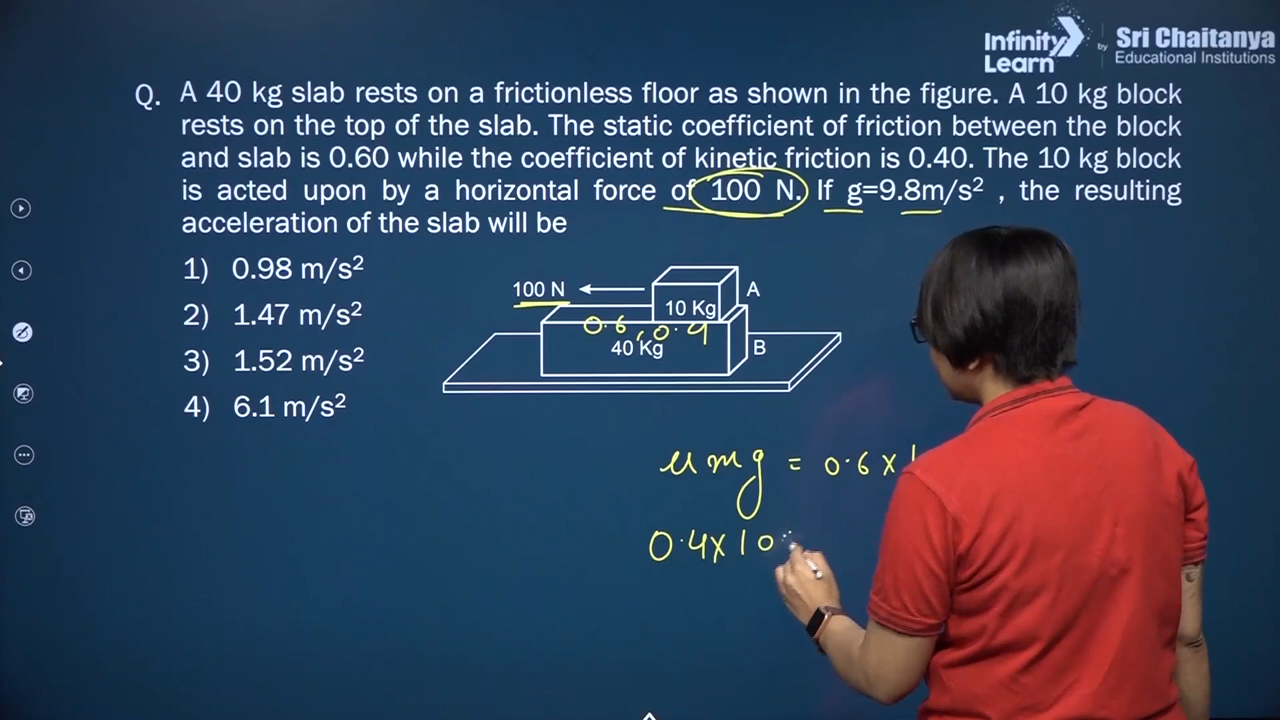 Infinity Learn by Sri Chaitanya Educational Institutions
Q. A 40 kg slab rests on a frictionless floor as shown in the figure. A 10 kg block
rests on the top of the slab. The static coefficient of friction between the block
and slab is 0.60 while the coefficient of kinetic friction is 0.40. The 10 kg block
is acted upon by a horizontal force of 100 N. If g=9.8m/s² , the resulting
acceleration of the slab will be
1) 0.98 m/s²
2) 1.47 m/s²
3) 1.52 m/s²
4) 6.1 m/s²
100 N
A
10 Kg
0.6, 0.4
40 Kg
B
μmg = 0.6 ×
0.4×10